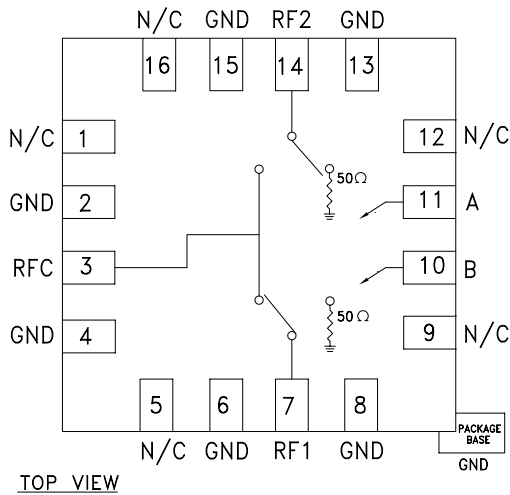 N/C GND RF2 GND
16 15 14 13
N/C 1 12 N/C
50Ω
GND 2 11 A
RFC 3 10 B
50Ω
GND 4 9 N/C
5 6 7 8
N/C GND RF1 GND
PACKAGE
BASE
GND
TOP VIEW